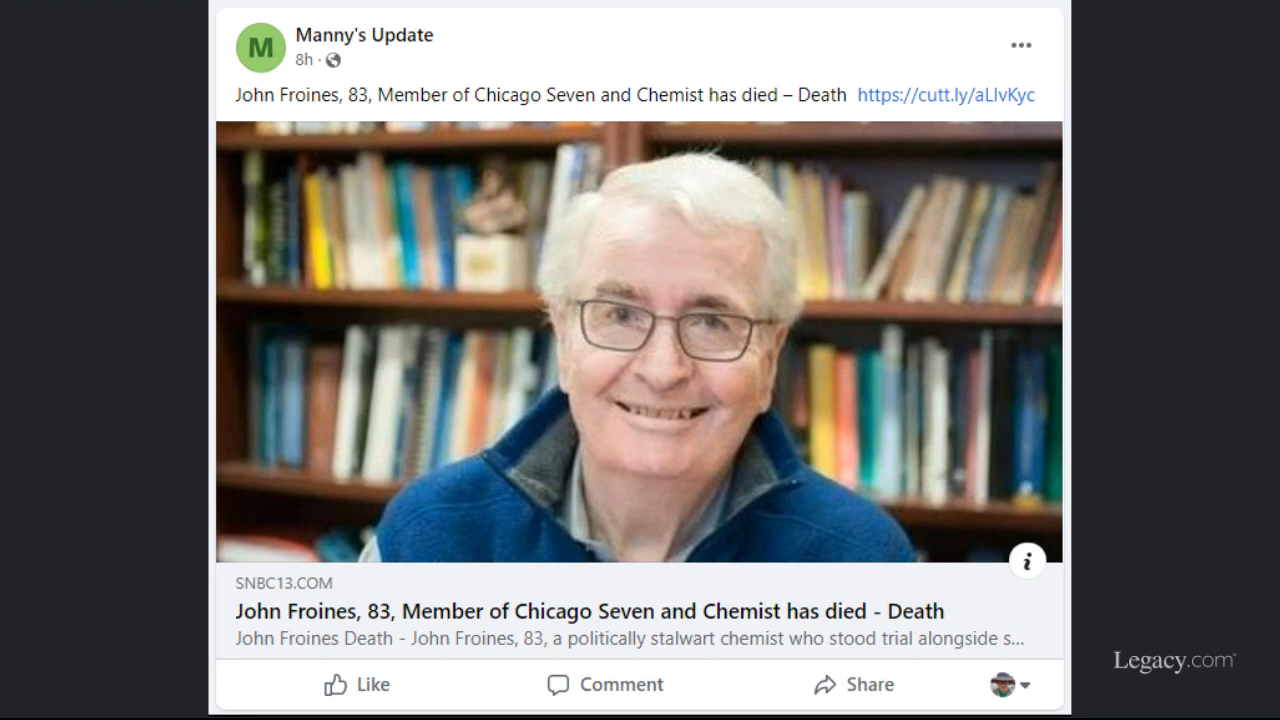 M
Manny's Update
8h ·
John Froines, 83, Member of Chicago Seven and Chemist has died – Death https://cutt.ly/aLIvKyc
i
SNBC13.COM
John Froines, 83, Member of Chicago Seven and Chemist has died - Death
John Froines Death - John Froines, 83, a politically stalwart chemist who stood trial alongside s...
Like Comment Share
Legacy.com